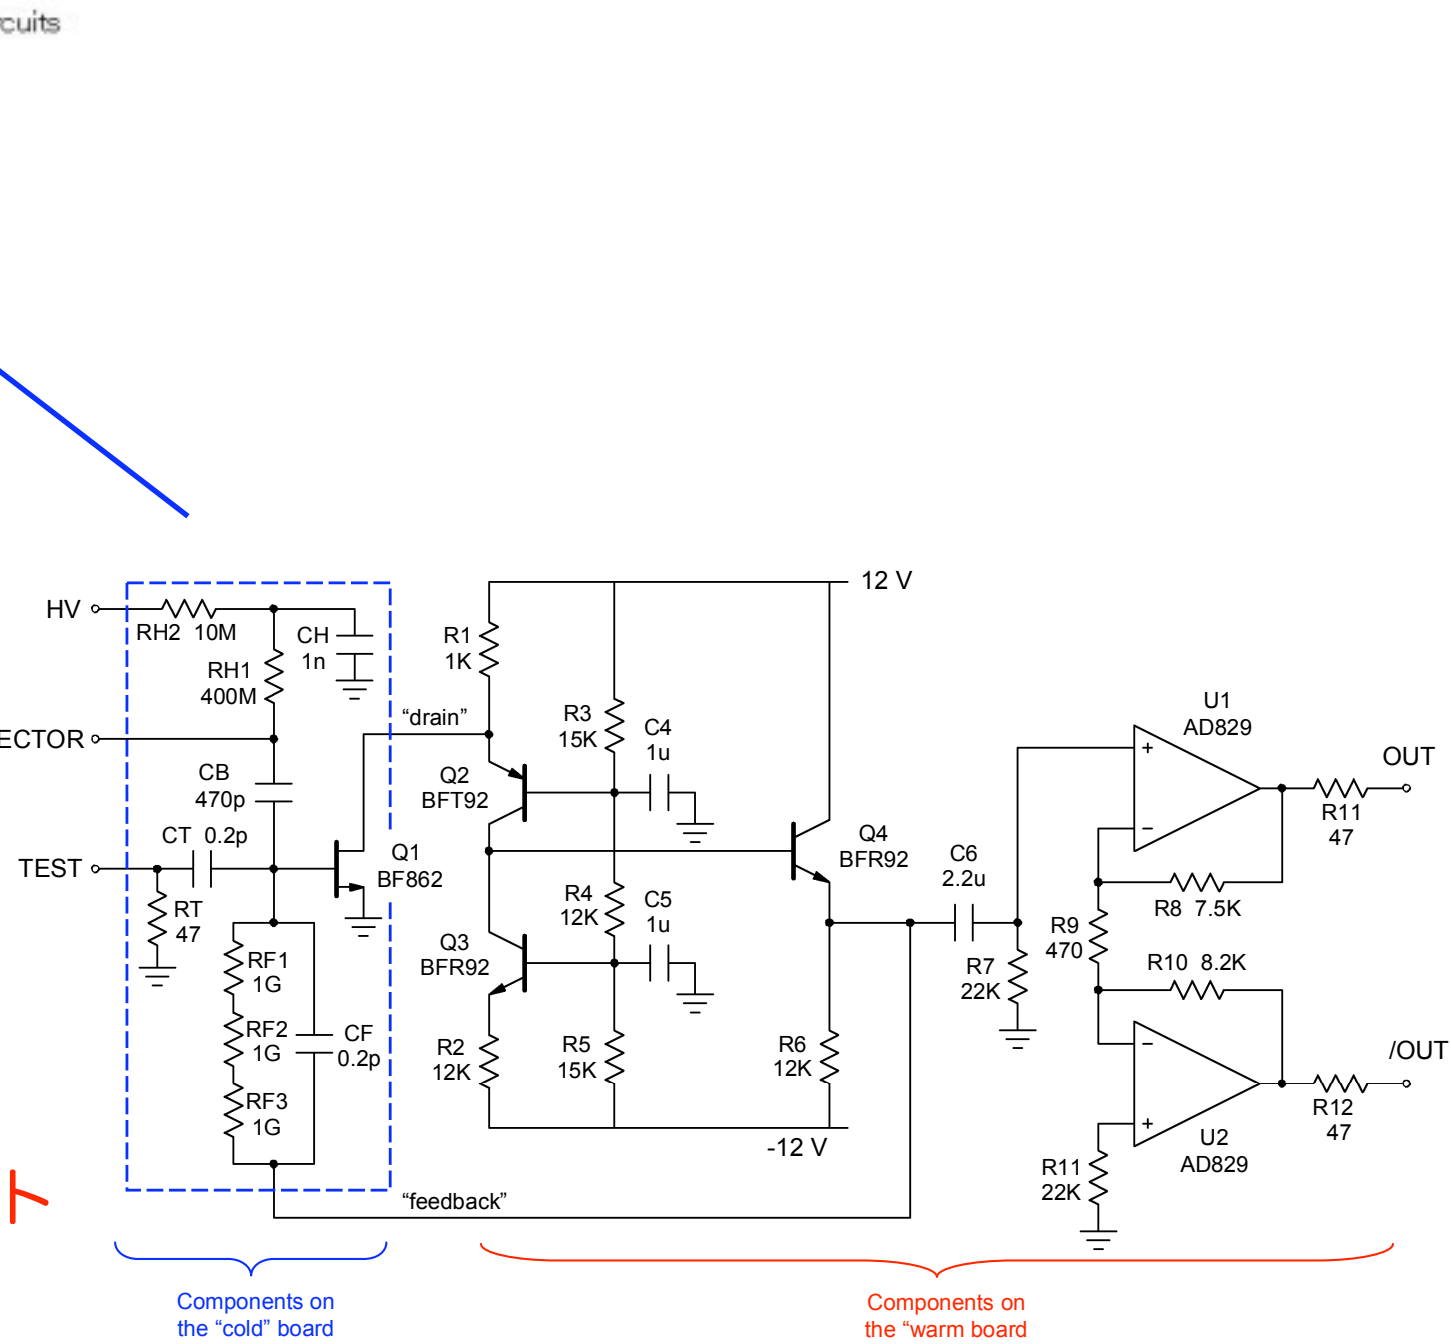 12 V
HV
RH2 10M
CH
1n
RH1
400M
R1
1K
"drain"
R3
15K
C4
1u
U1
AD829
OUT
CB
470p
Q2
BFT92
R11
47
CT 0.2p
TEST
Q1
BF862
Q4
BFR92
C6
2.2u
RT
47
R4
12K
C5
1u
R8 7.5K
R9
470
Q3
BFR92
RF1
1G
R7
22K
R10 8.2K
RF2
1G
CF
0.2p
R2
12K
R5
15K
R6
12K
/OUT
RF3
1G
R12
47
-12 V
U2
AD829
R11
22K
"feedback"
Components on
the "cold" board
Components on
the "warm board